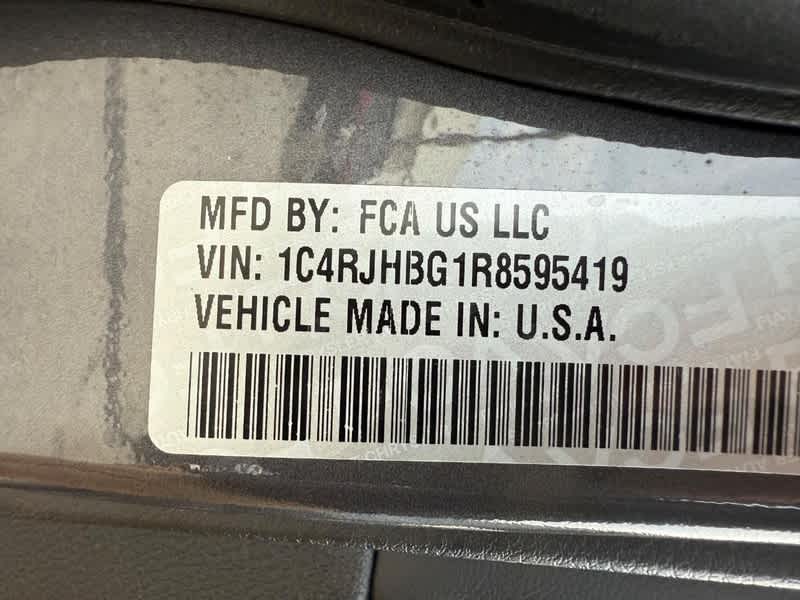 MFD BY: FCA US LLC
VIN: 1C4RJHBG1R8595419
VEHICLE MADE IN: U.S.A.